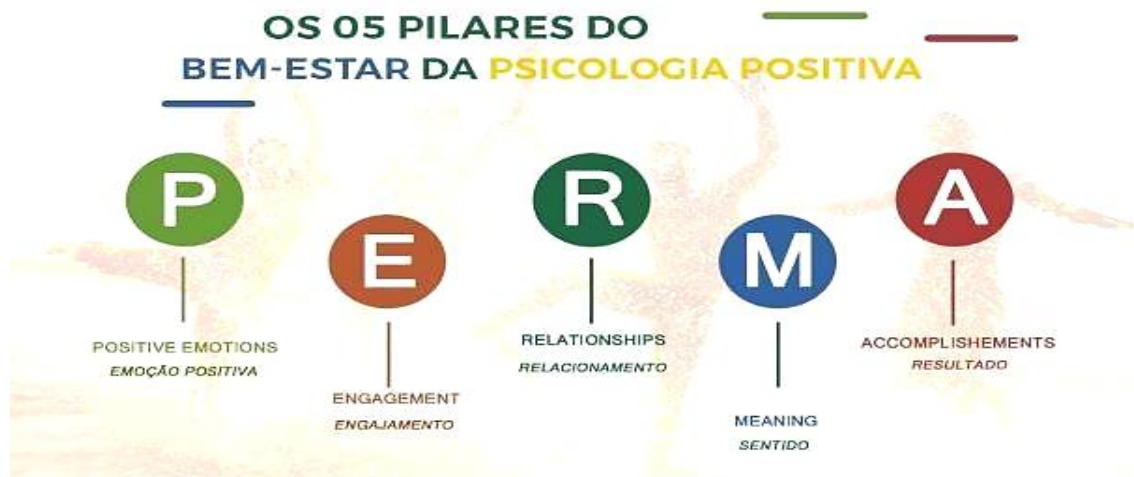 OS 05 PILARES DO
BEM-ESTAR DA PSICOLOGIA POSITIVA
P
POSITIVE EMOTIONS
EMOÇÃO POSITIVA
E
ENGAGEMENT
ENGAJAMENTO
R
RELATIONSHIPS
RELACIONAMENTO
M
MEANING
SENTIDO
A
ACCOMPLISHEMENTS
RESULTADO